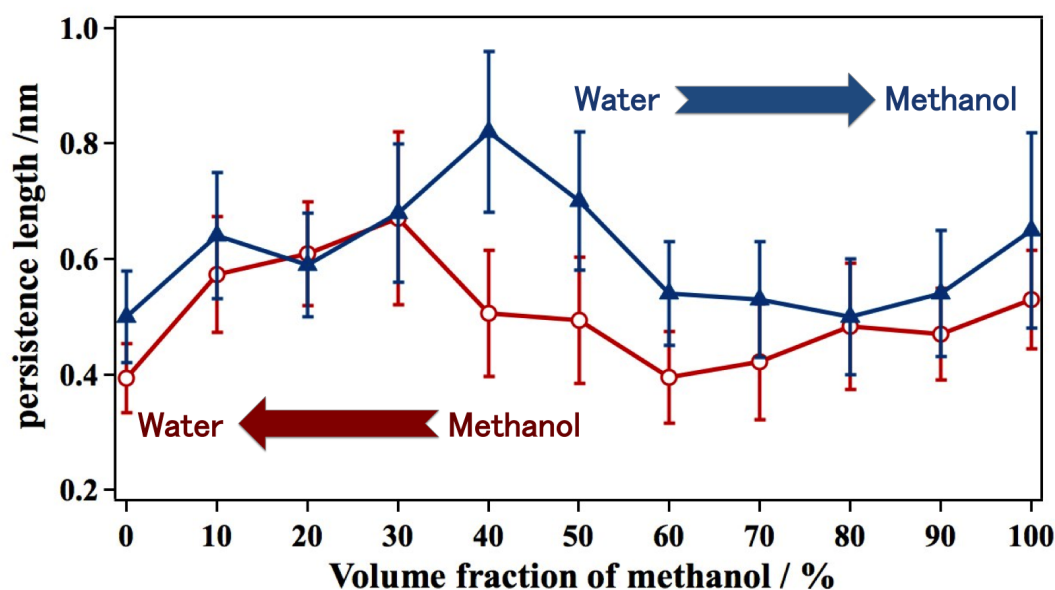 1.0
0.8
0.6
0.4
0.2
persistence length /nm
Water Methanol
Water Methanol
0 10 20 30 40 50 60 70 80 90 100
Volume fraction of methanol / %